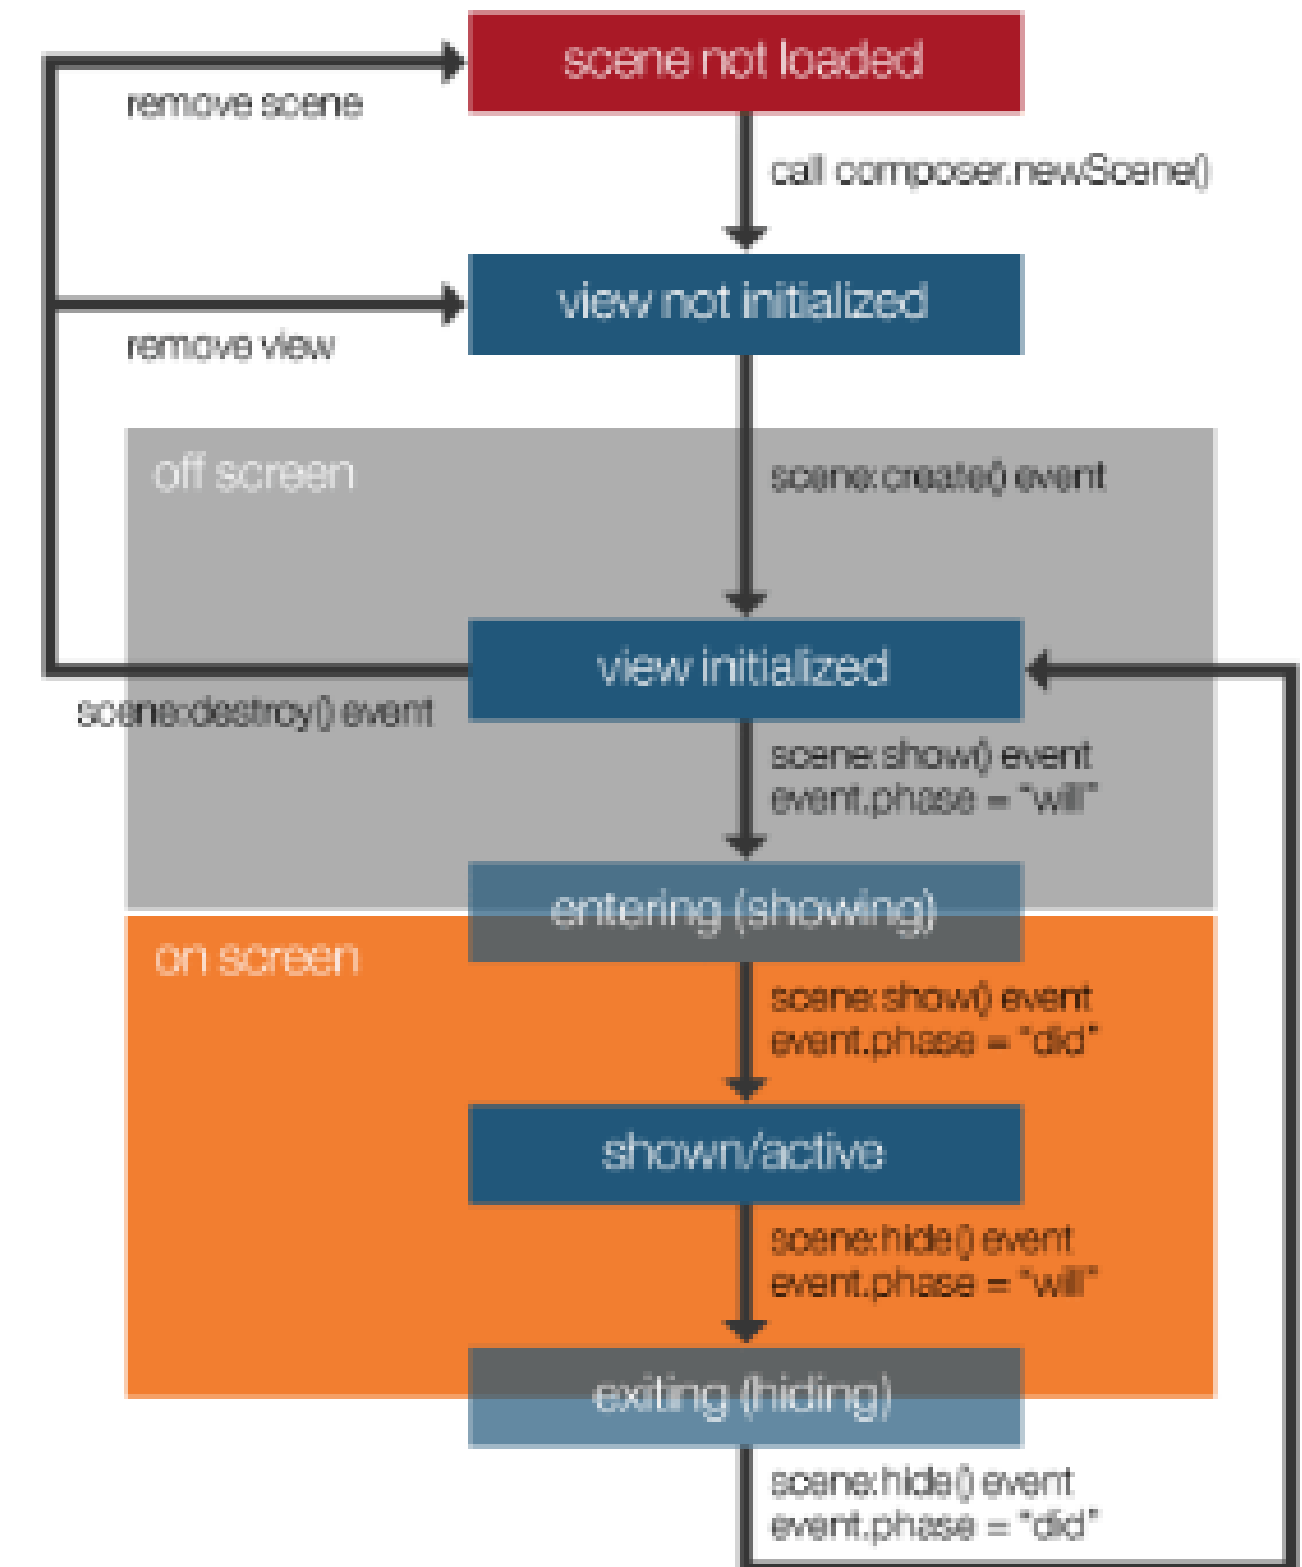 scene not loaded
remove scene
call composer.newScene()
view not initialized
remove view
off screen
scene:create() event
view initialized
scene:destroy() event
scene:show() event
event.phase = "will"
entering (showing)
on screen
scene:show() event
event.phase = "did"
shown/active
scene:hide() event
event.phase = "will"
exiting (hiding)
scene:hide() event
event.phase = "did"